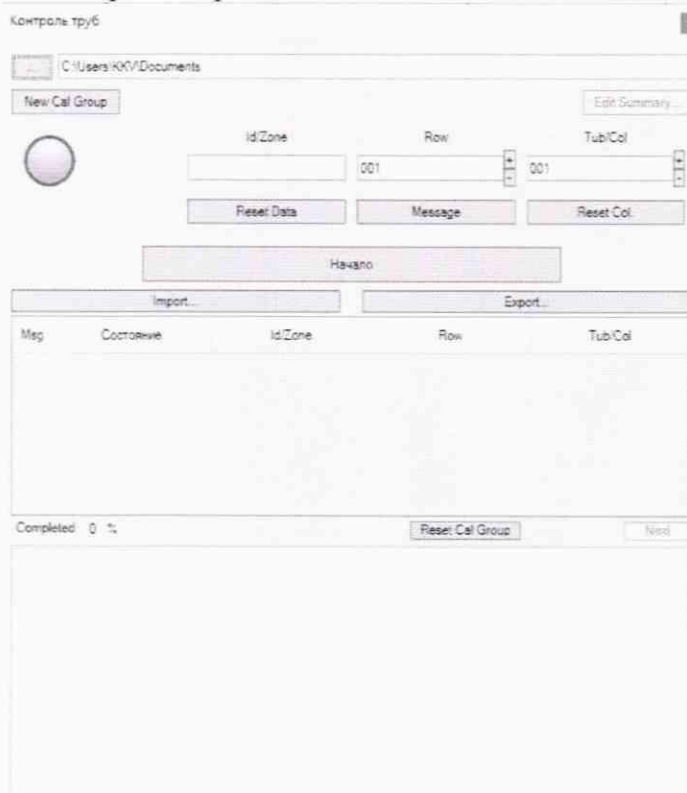 Контроль труб
... C:\Users\KKV\Documents
New Cal Group Edit Summary...
Id/Zone Row Tub/Col
001 + - 001 + -
Reset Data Message Reset Col.
Начало
Import... Export...
Msg Состояние Id/Zone Row Tub/Col
Completed 0 % Reset Cal Group Next